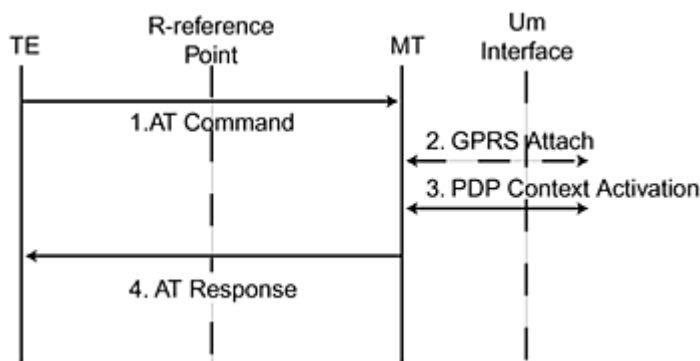 TE
R-reference
Point
MT
Um
Interface
1.AT Command
2. GPRS Attach
3. PDP Context Activation
4. AT Response